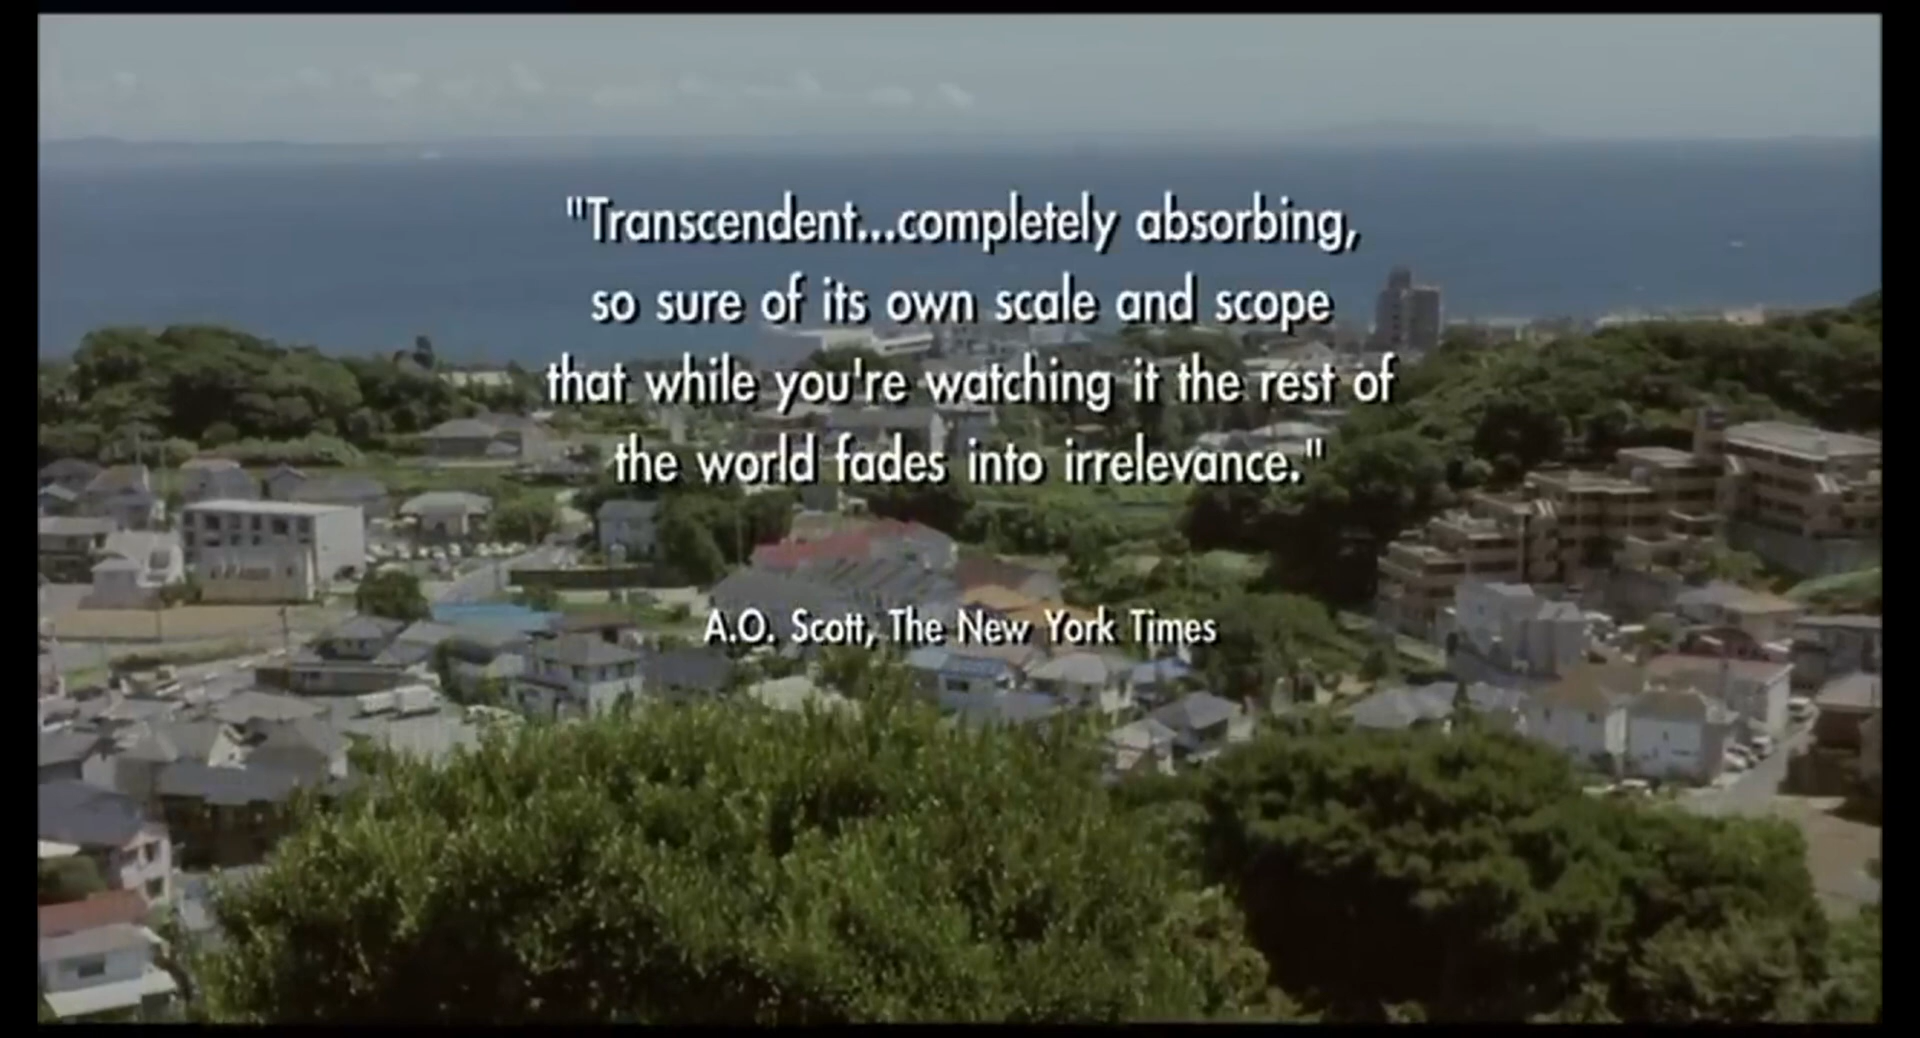 "Transcendent...completely absorbing,
so sure of its own scale and scope
that while you're watching it the rest of
the world fades into irrelevance."
A.O. Scott, The New York Times